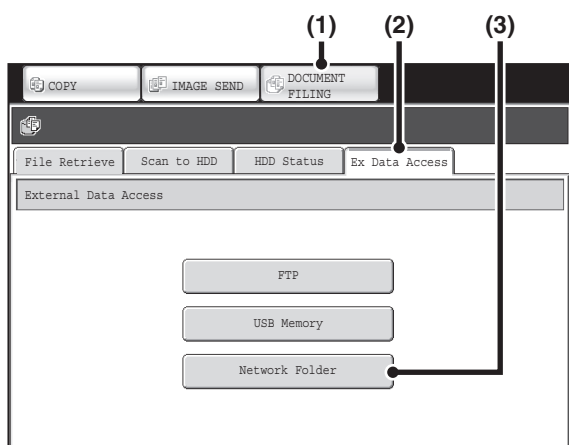 (1) (2) (3)
COPY IMAGE SEND DOCUMENT
FILING
File Retrieve Scan to HDD HDD Status Ex Data Access
External Data Access
FTP
USB Memory
Network Folder